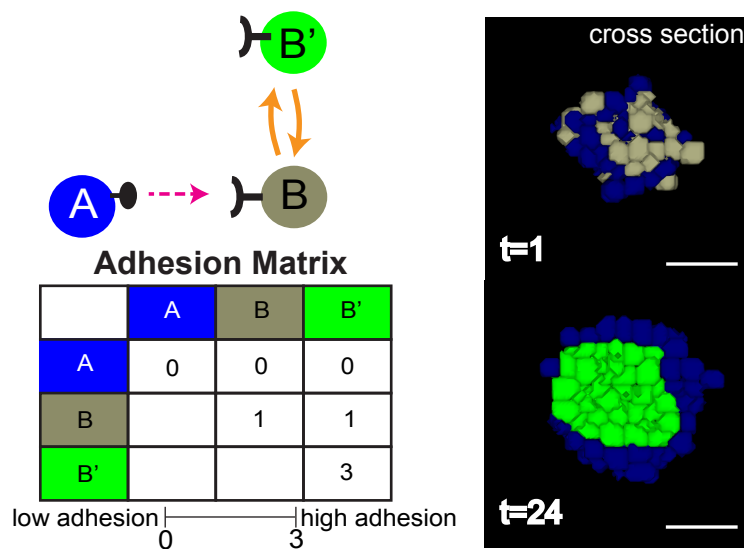 B'
A
B
Adhesion Matrix
A B B'
A 0 0 0
B 1 1
B' 3
low adhesion high adhesion
0 3
cross section
t=1
t=24